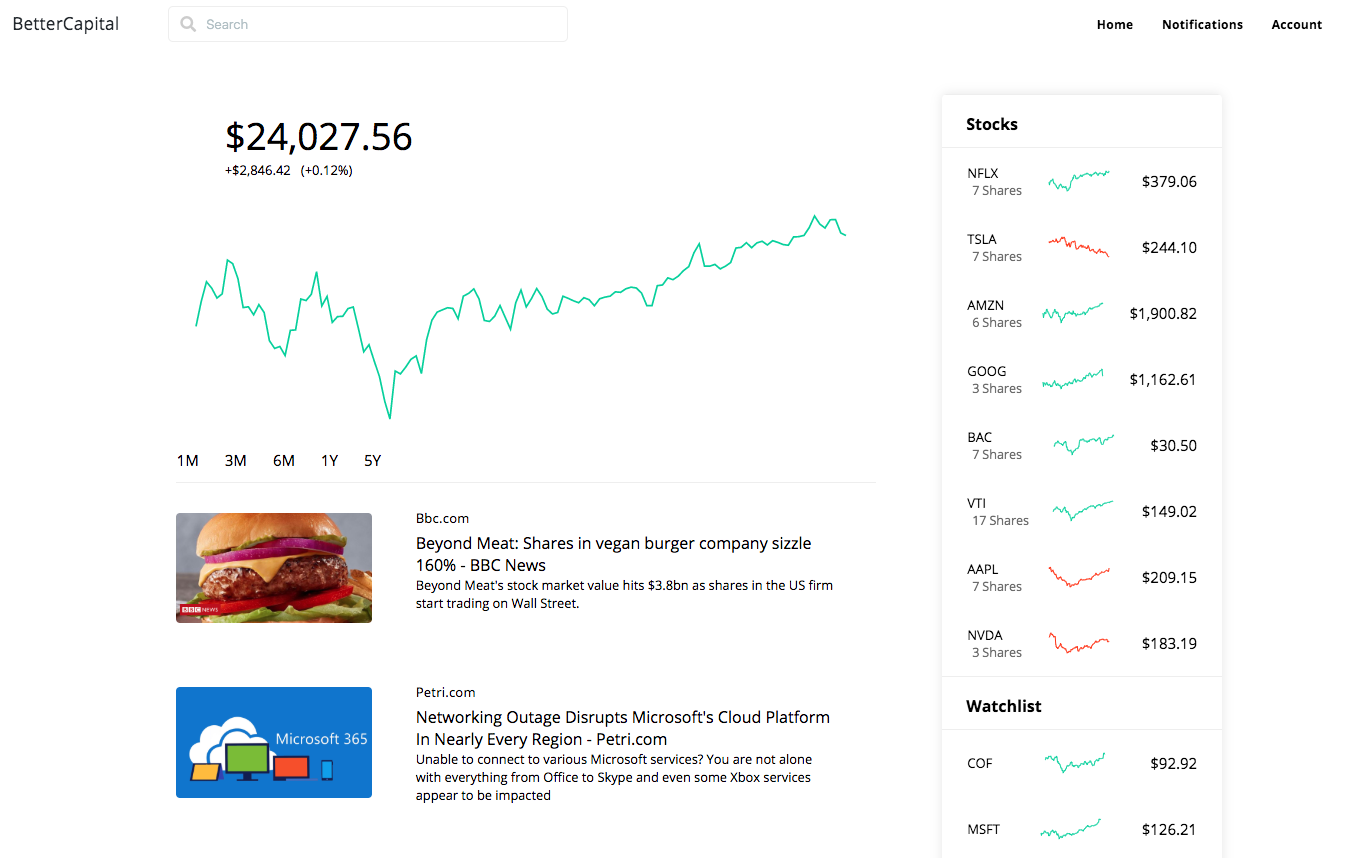 BetterCapital
Search
Home Notifications Account
$24,027.56
+$2,846.42 (+0.12%)
1M 3M 6M 1Y 5Y
BBC NEWS
Bbc.com
Beyond Meat: Shares in vegan burger company sizzle
160% - BBC News
Beyond Meat's stock market value hits $3.8bn as shares in the US firm
start trading on Wall Street.
Microsoft 365
Petri.com
Networking Outage Disrupts Microsoft's Cloud Platform
In Nearly Every Region - Petri.com
Unable to connect to various Microsoft services? You are not alone
with everything from Office to Skype and even some Xbox services
appear to be impacted
Stocks
NFLX
7 Shares
$379.06
TSLA
7 Shares
$244.10
AMZN
6 Shares
$1,900.82
GOOG
3 Shares
$1,162.61
BAC
7 Shares
$30.50
VTI
17 Shares
$149.02
AAPL
7 Shares
$209.15
NVDA
3 Shares
$183.19
Watchlist
COF
$92.92
MSFT
$126.21